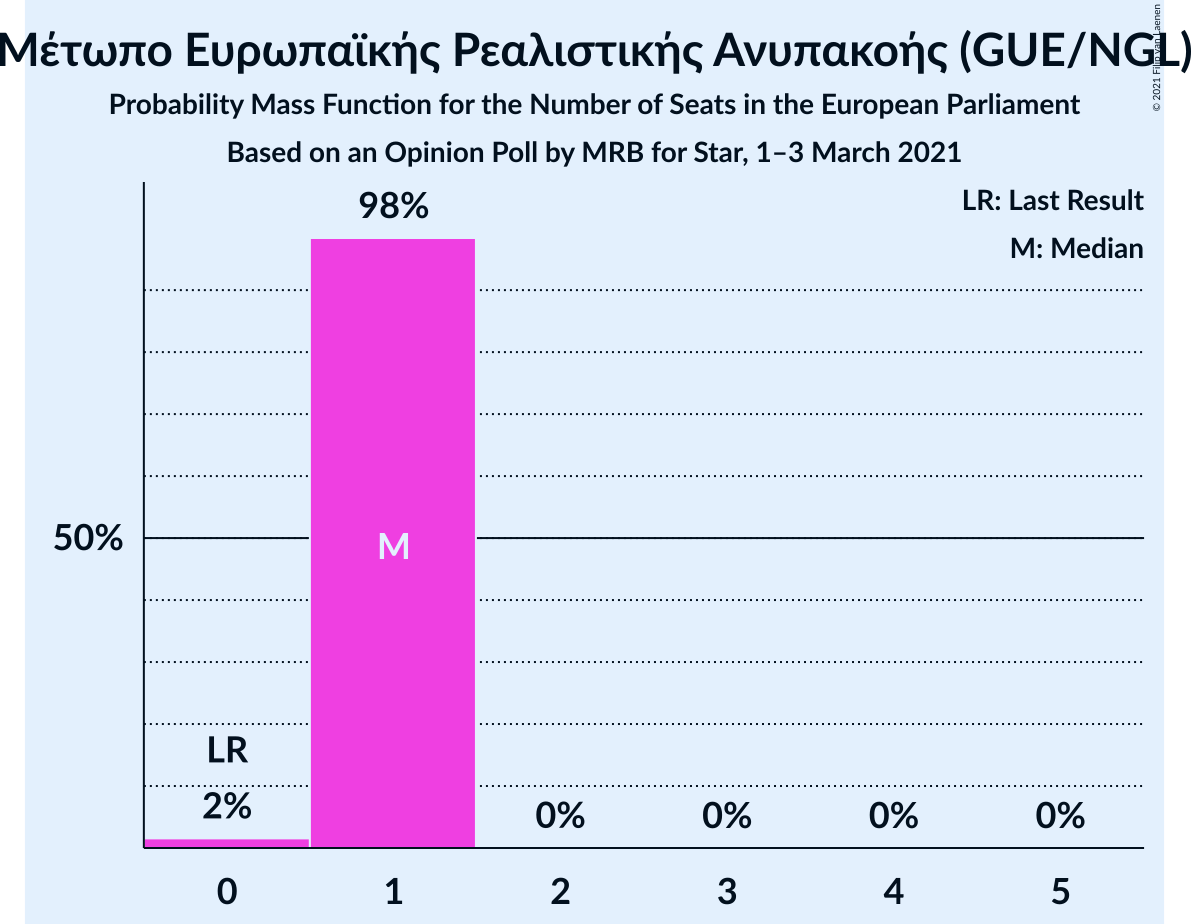 Μέτωπο Ευρωπαϊκής Ρεαλιστικής Ανυπακοής (GUE/NGL)
© 2021 Filip van Laenen
Probability Mass Function for the Number of Seats in the European Parliament
Based on an Opinion Poll by MRB for Star, 1–3 March 2021
LR: Last Result
M: Median
98%
50%
M
LR
2%
0%
0%
0%
0%
0
1
2
3
4
5